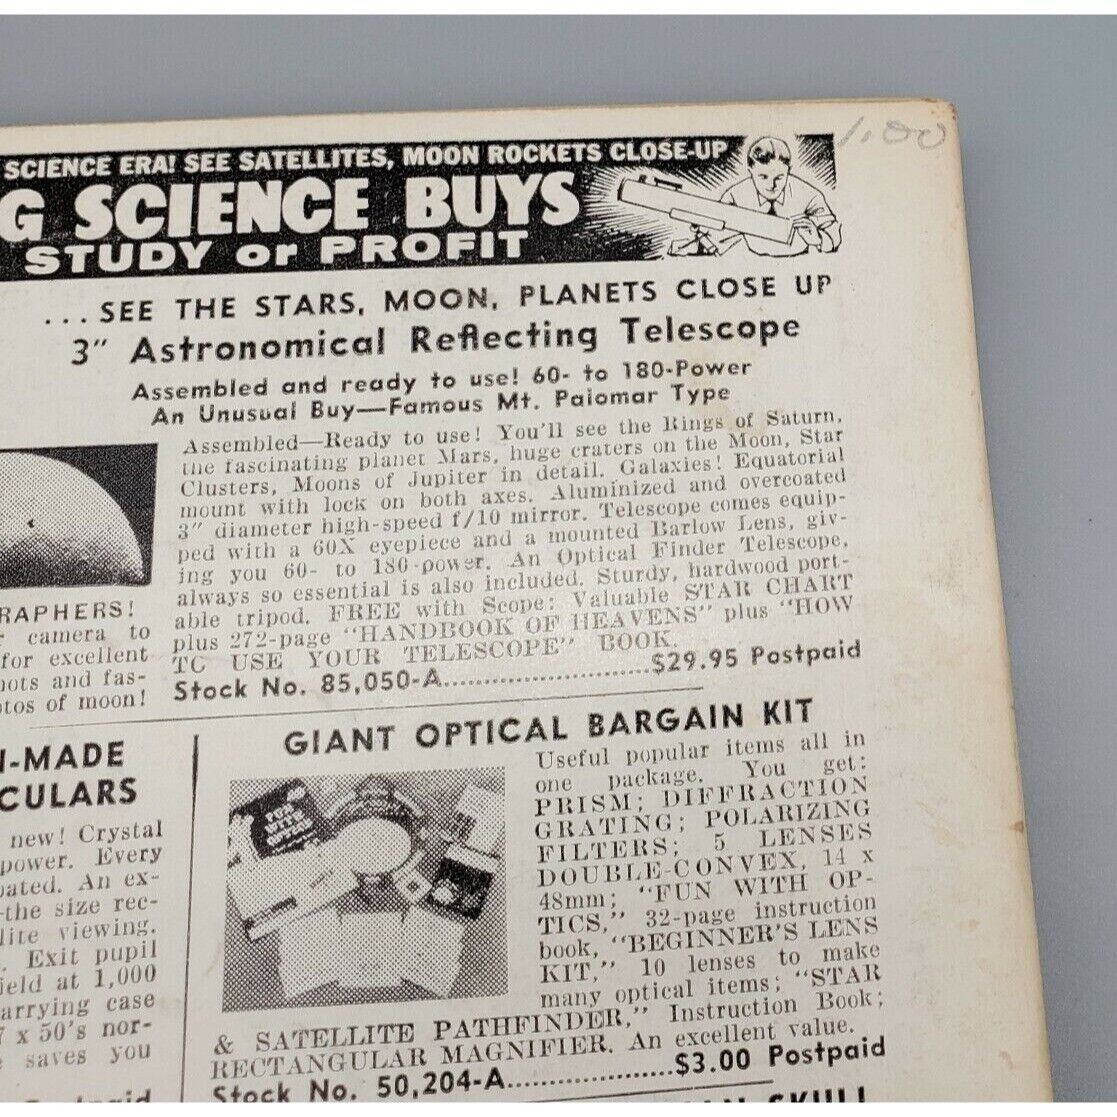 1.00
SCIENCE ERA! SEE SATELLITES, MOON ROCKETS CLOSE-UP
G SCIENCE BUYS
STUDY or PROFIT
... SEE THE STARS, MOON, PLANETS CLOSE UP
3" Astronomical Reflecting Telescope
Assembled and ready to use! 60- to 180-Power
An Unusual Buy—Famous Mt. Palomar Type
Assembled—Ready to use! You'll see the Rings of Saturn,
the fascinating planet Mars, huge craters on the Moon, Star
Clusters, Moons of Jupiter in detail. Galaxies! Equatorial
mount with lock on both axes. Aluminized and overcoated
3" diameter high-speed f/10 mirror. Telescope comes equip-
ped with a 60X eyepiece and a mounted Barlow Lens, giv-
ing you 60- to 180-power. An Optical Finder Telescope,
always so essential is also included. Sturdy, hardwood port-
able tripod. FREE with Scope: Valuable STAR CHART
plus 272-page "HANDBOOK OF HEAVENS" plus "HOW
TO USE YOUR TELESCOPE" BOOK.
Stock No. 85,050-A..........................$29.95 Postpaid
RAPHERS!
camera to
for excellent
hots and fas-
tos of moon!
N-MADE
CULARS
new! Crystal
power. Every
oated. An ex-
—the size rec-
lite viewing.
. Exit pupil
ield at 1,000
arrying case
7 x 50's nor-
saves you
Postpaid
GIANT OPTICAL BARGAIN KIT
Useful popular items all in
one package. You get:
PRISM; DIFFRACTION
GRATING; POLARIZING
FILTERS; 5 LENSES
DOUBLE-CONVEX, 14 x
48mm; "FUN WITH OP-
TICS," 32-page instruction
book, "BEGINNER'S LENS
KIT," 10 lenses to make
many optical items; "STAR
& SATELLITE PATHFINDER," Instruction Book;
RECTANGULAR MAGNIFIER. An excellent value.
Stock No. 50,204-A....................$3.00 Postpaid
SKULL